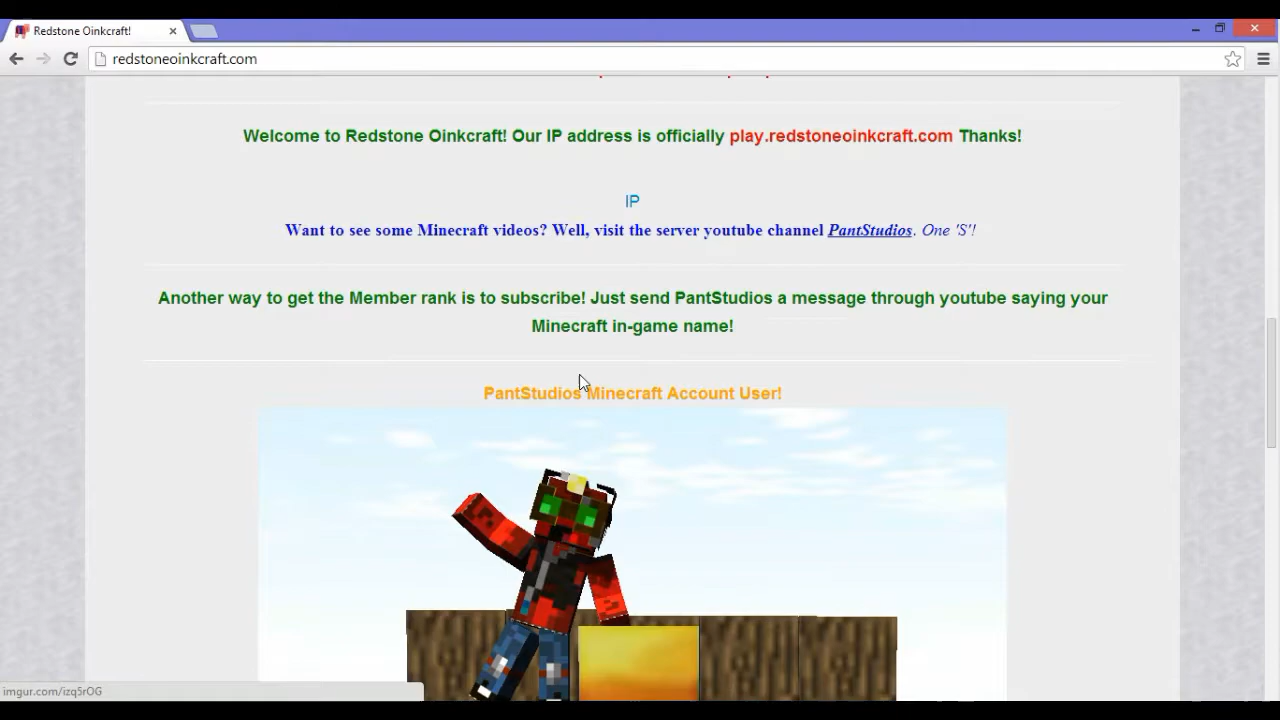 Redstone Oinkcraft!
redstoneoinkcraft.com
Welcome to Redstone Oinkcraft! Our IP address is officially play.redstoneoinkcraft.com Thanks!
IP
Want to see some Minecraft videos? Well, visit the server youtube channel PantStudios. One 'S'!
Another way to get the Member rank is to subscribe! Just send PantStudios a message through youtube saying your
Minecraft in-game name!
PantStudios Minecraft Account User!
imgur.com/izq5rOG